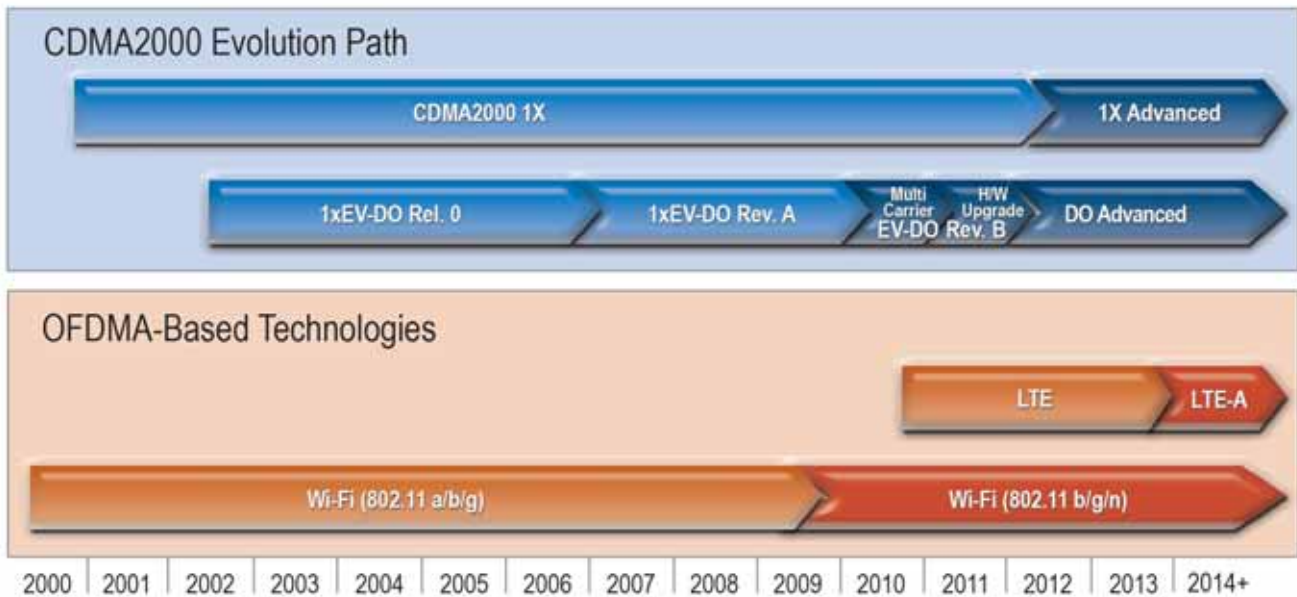 CDMA2000 Evolution Path
CDMA2000 1X
1X Advanced
1xEV-DO Rel. 0
1xEV-DO Rev. A
Multi
Carrier
H/W
Upgrade
EV-DO Rev. B
DO Advanced
OFDMA-Based Technologies
LTE
LTE-A
Wi-Fi (802.11 a/b/g)
Wi-Fi (802.11 b/g/n)
2000 2001 2002 2003 2004 2005 2006 2007 2008 2009 2010 2011 2012 2013 2014+